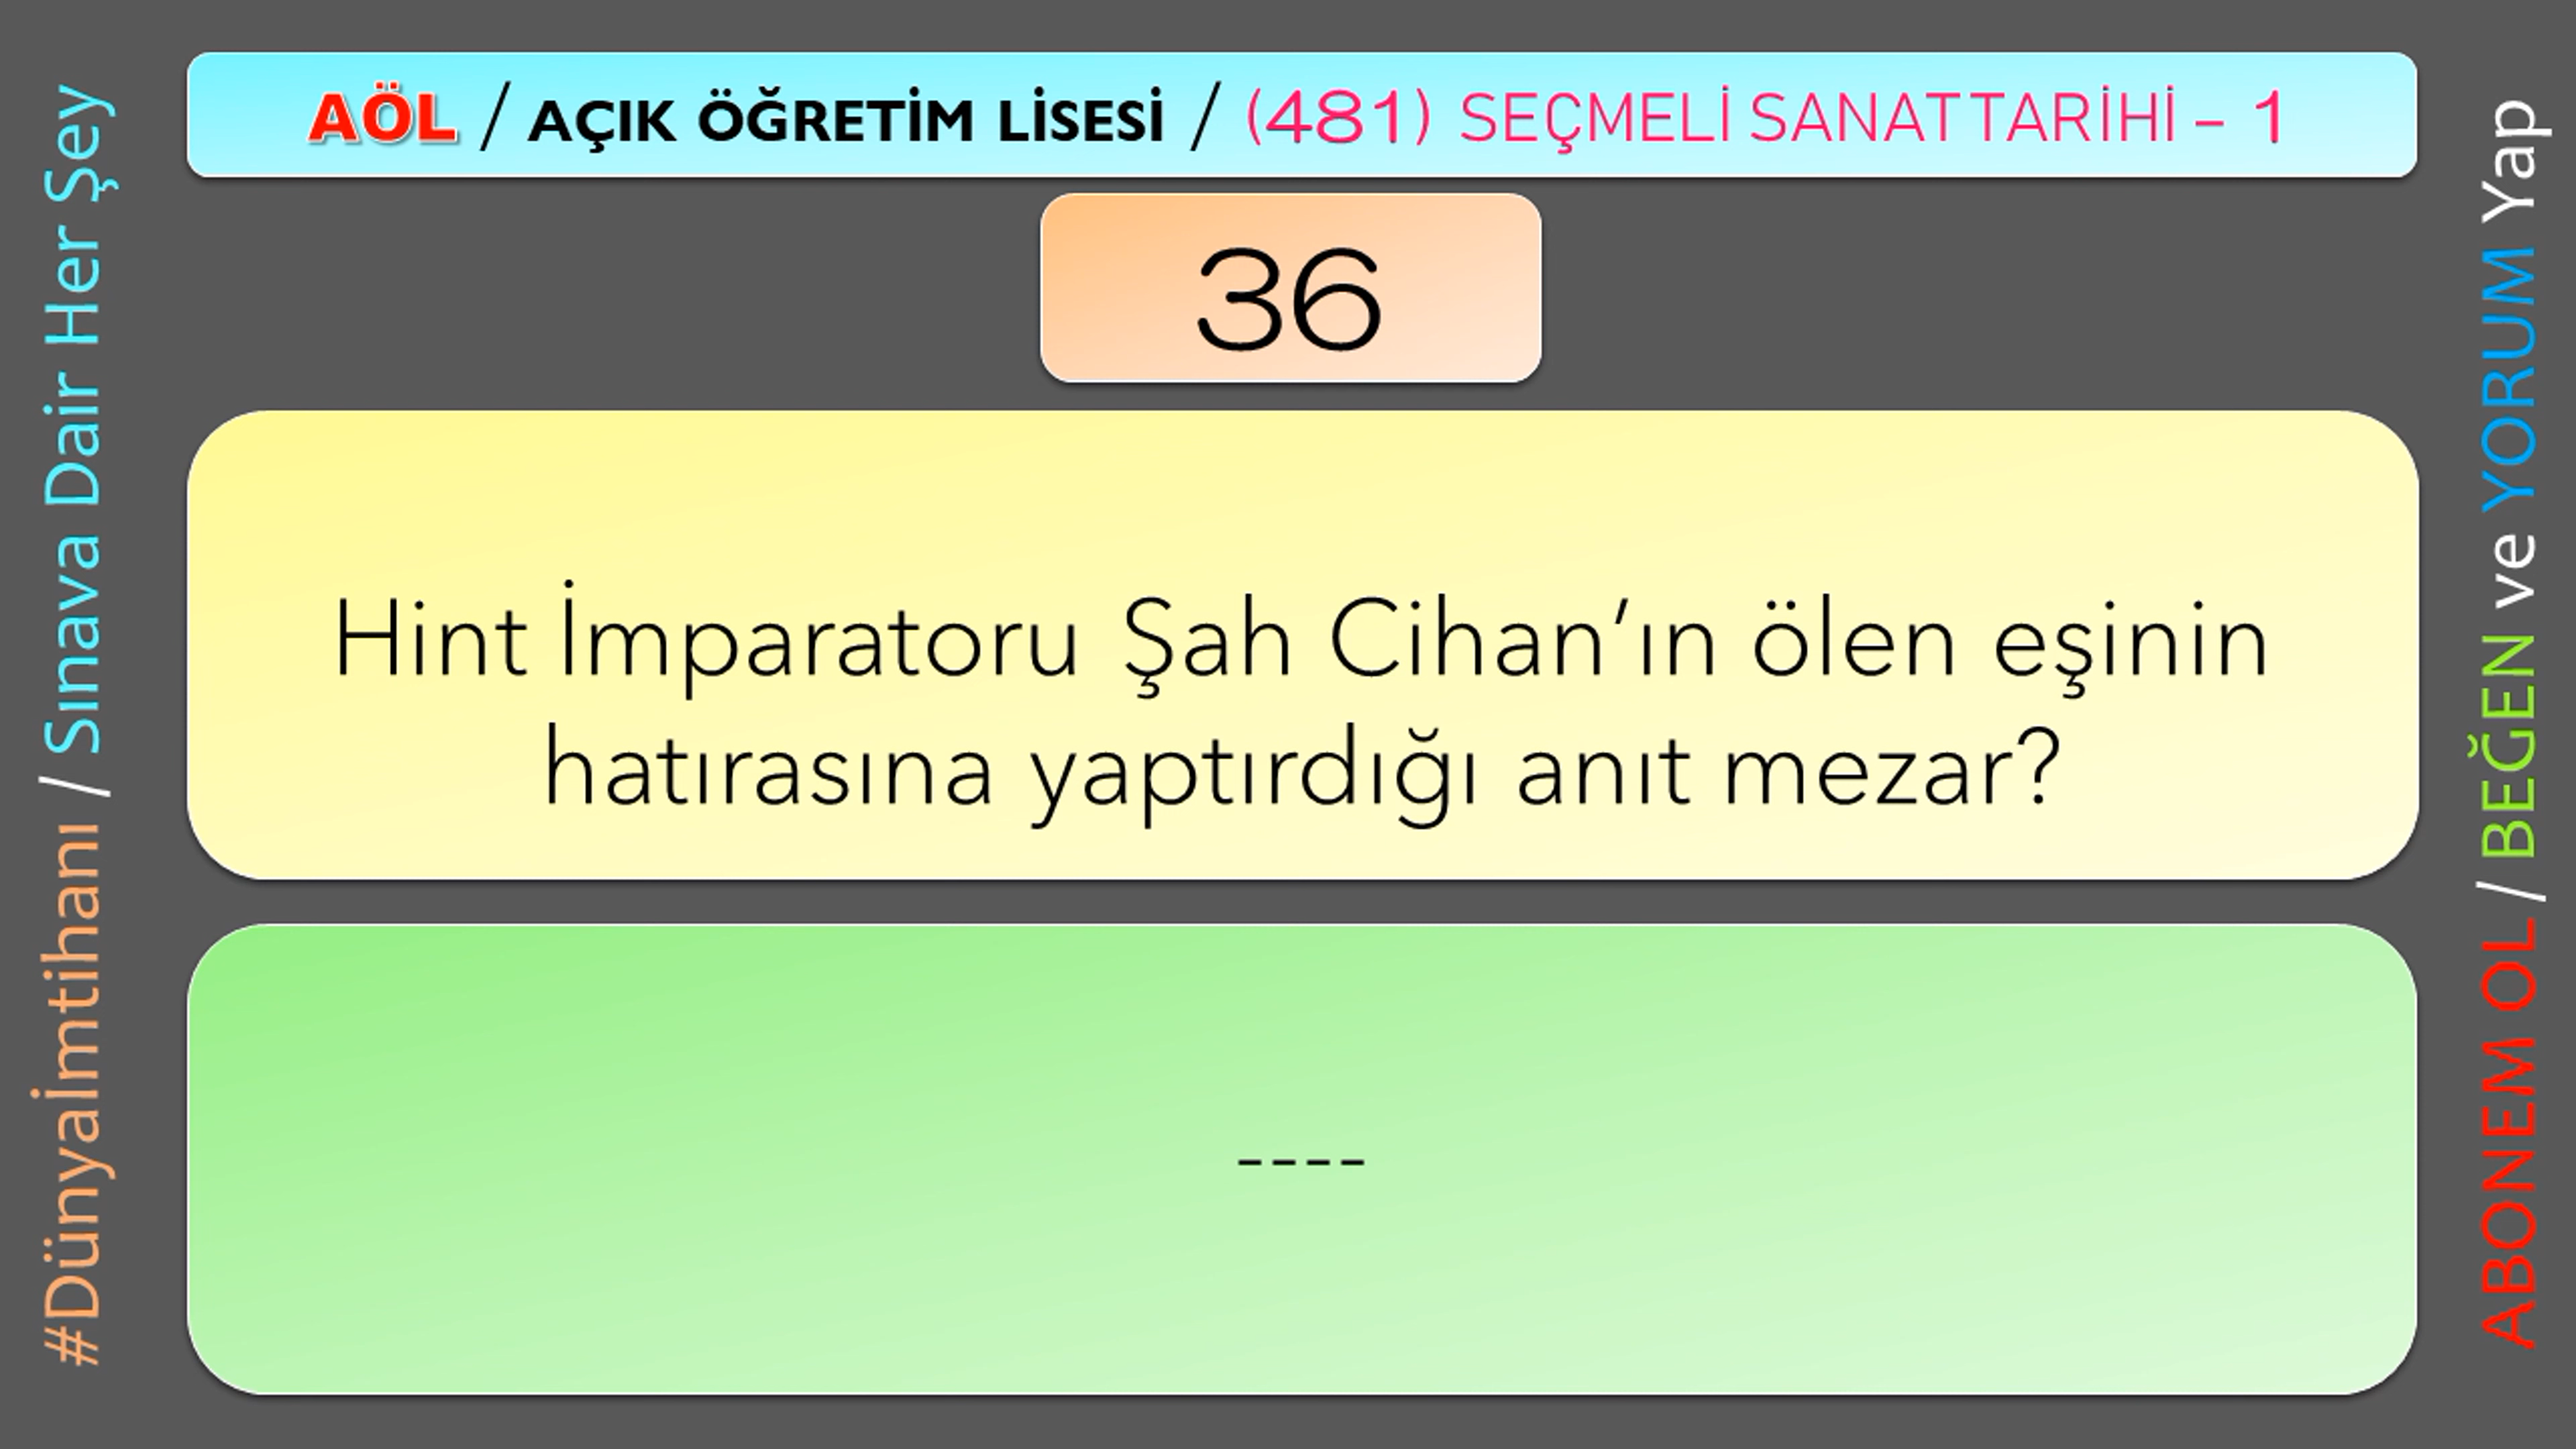 AÖL / AÇIK ÖĞRETİM LİSESİ / (481) SEÇMELİ SANAT TARİHİ – 1
36
Hint İmparatoru Şah Cihan’ın ölen eşinin
hatırasına yaptırdığı anıt mezar?
----
#Dünyaİmtihanı / Sınava Dair Her Şey
ABONEM OL / BEĞEN ve YORUM Yap